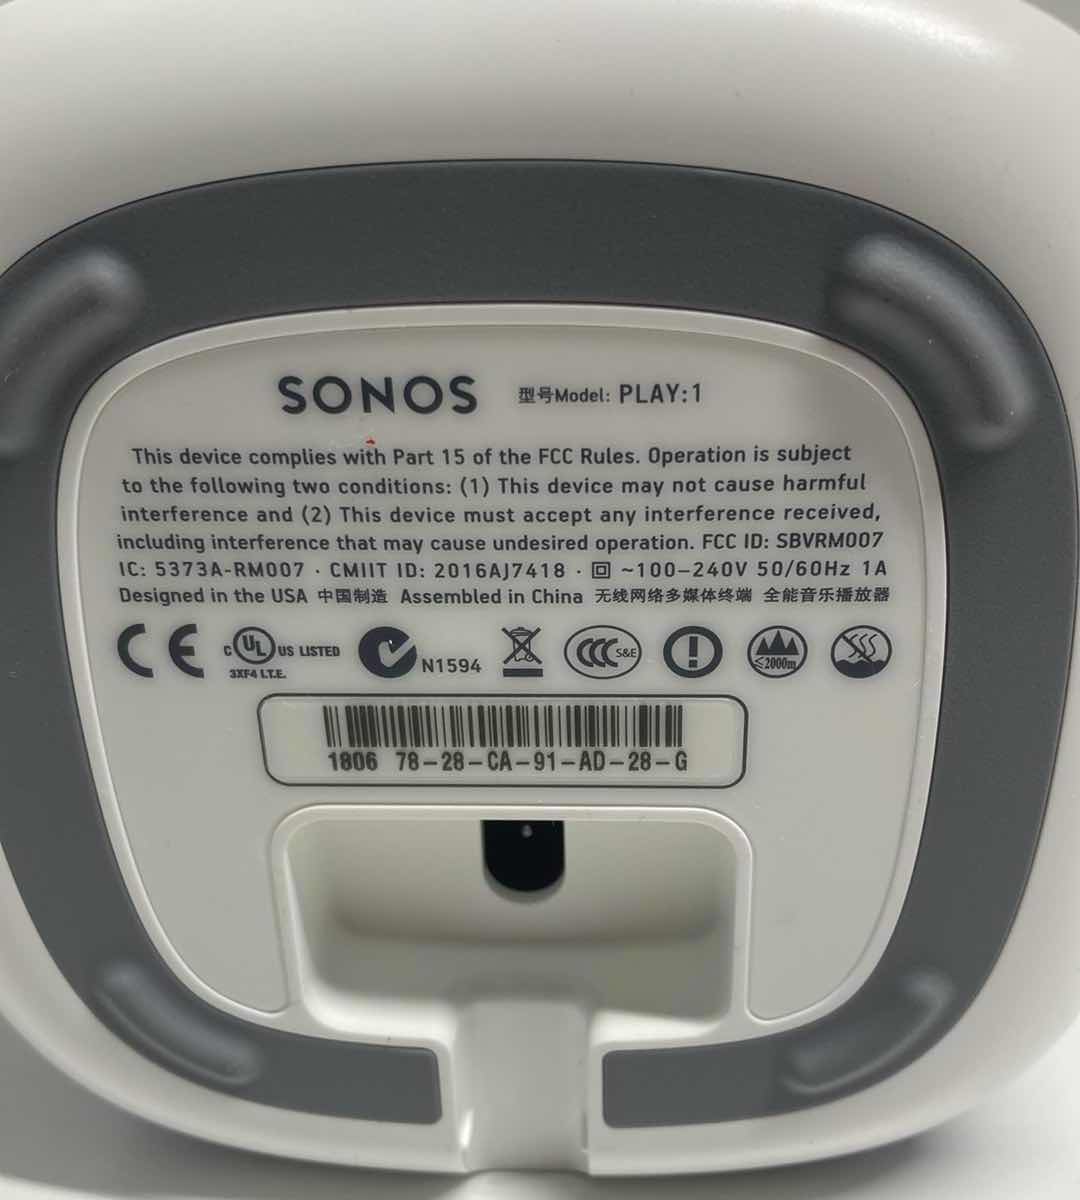 SONOS 型号Model: PLAY:1
This device complies with Part 15 of the FCC Rules. Operation is subject
to the following two conditions: (1) This device may not cause harmful
interference and (2) This device must accept any interference received,
including interference that may cause undesired operation. FCC ID: SBVRM007
IC: 5373A-RM007 · CMIIT ID: 2016AJ7418 · ~100–240V 50/60Hz 1A
Designed in the USA 中国制造 Assembled in China 无线网络多媒体终端 全能音乐播放器
CE C UL US LISTED N1594 CCC S&E ! ≤2000m
3XF4 I.T.E.
1806 78–28–CA–91–AD–28–G